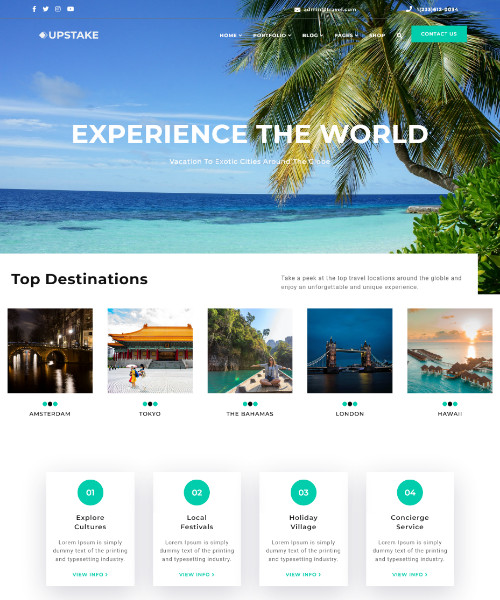 admin@travel.com
UPSTAKE
HOME PORTFOLIO BLOG PAGES SHOP
CONTACT US
EXPERIENCE THE WORLD
Vacation To Exotic Cities Around The Globe
Top Destinations
Take a peek at the top travel locations around the globle and
enjoy an unforgettable and unique experience.
AMSTERDAM
TOKYO
THE BAHAMAS
LONDON
HAWAII
01
Explore
Cultures
Lorem Ipsum is simply
dummy text of the printing
and typesetting industry.
VIEW INFO >
02
Local
Festivals
Lorem Ipsum is simply
dummy text of the printing
and typesetting industry.
VIEW INFO >
03
Holiday
Village
Lorem Ipsum is simply
dummy text of the printing
and typesetting industry.
VIEW INFO >
04
Concierge
Service
Lorem Ipsum is simply
dummy text of the printing
and typesetting industry.
VIEW INFO >